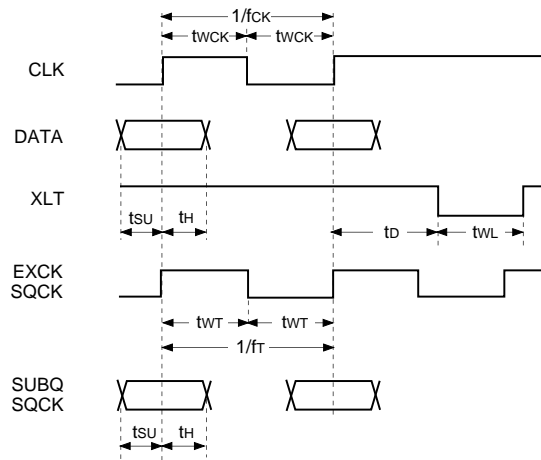 1/fCK
tWCK tWCK
CLK
DATA
XLT
tSU tH tD tWL
EXCK
SQCK
tWT tWT
1/fT
SUBQ
SQCK
tSU tH